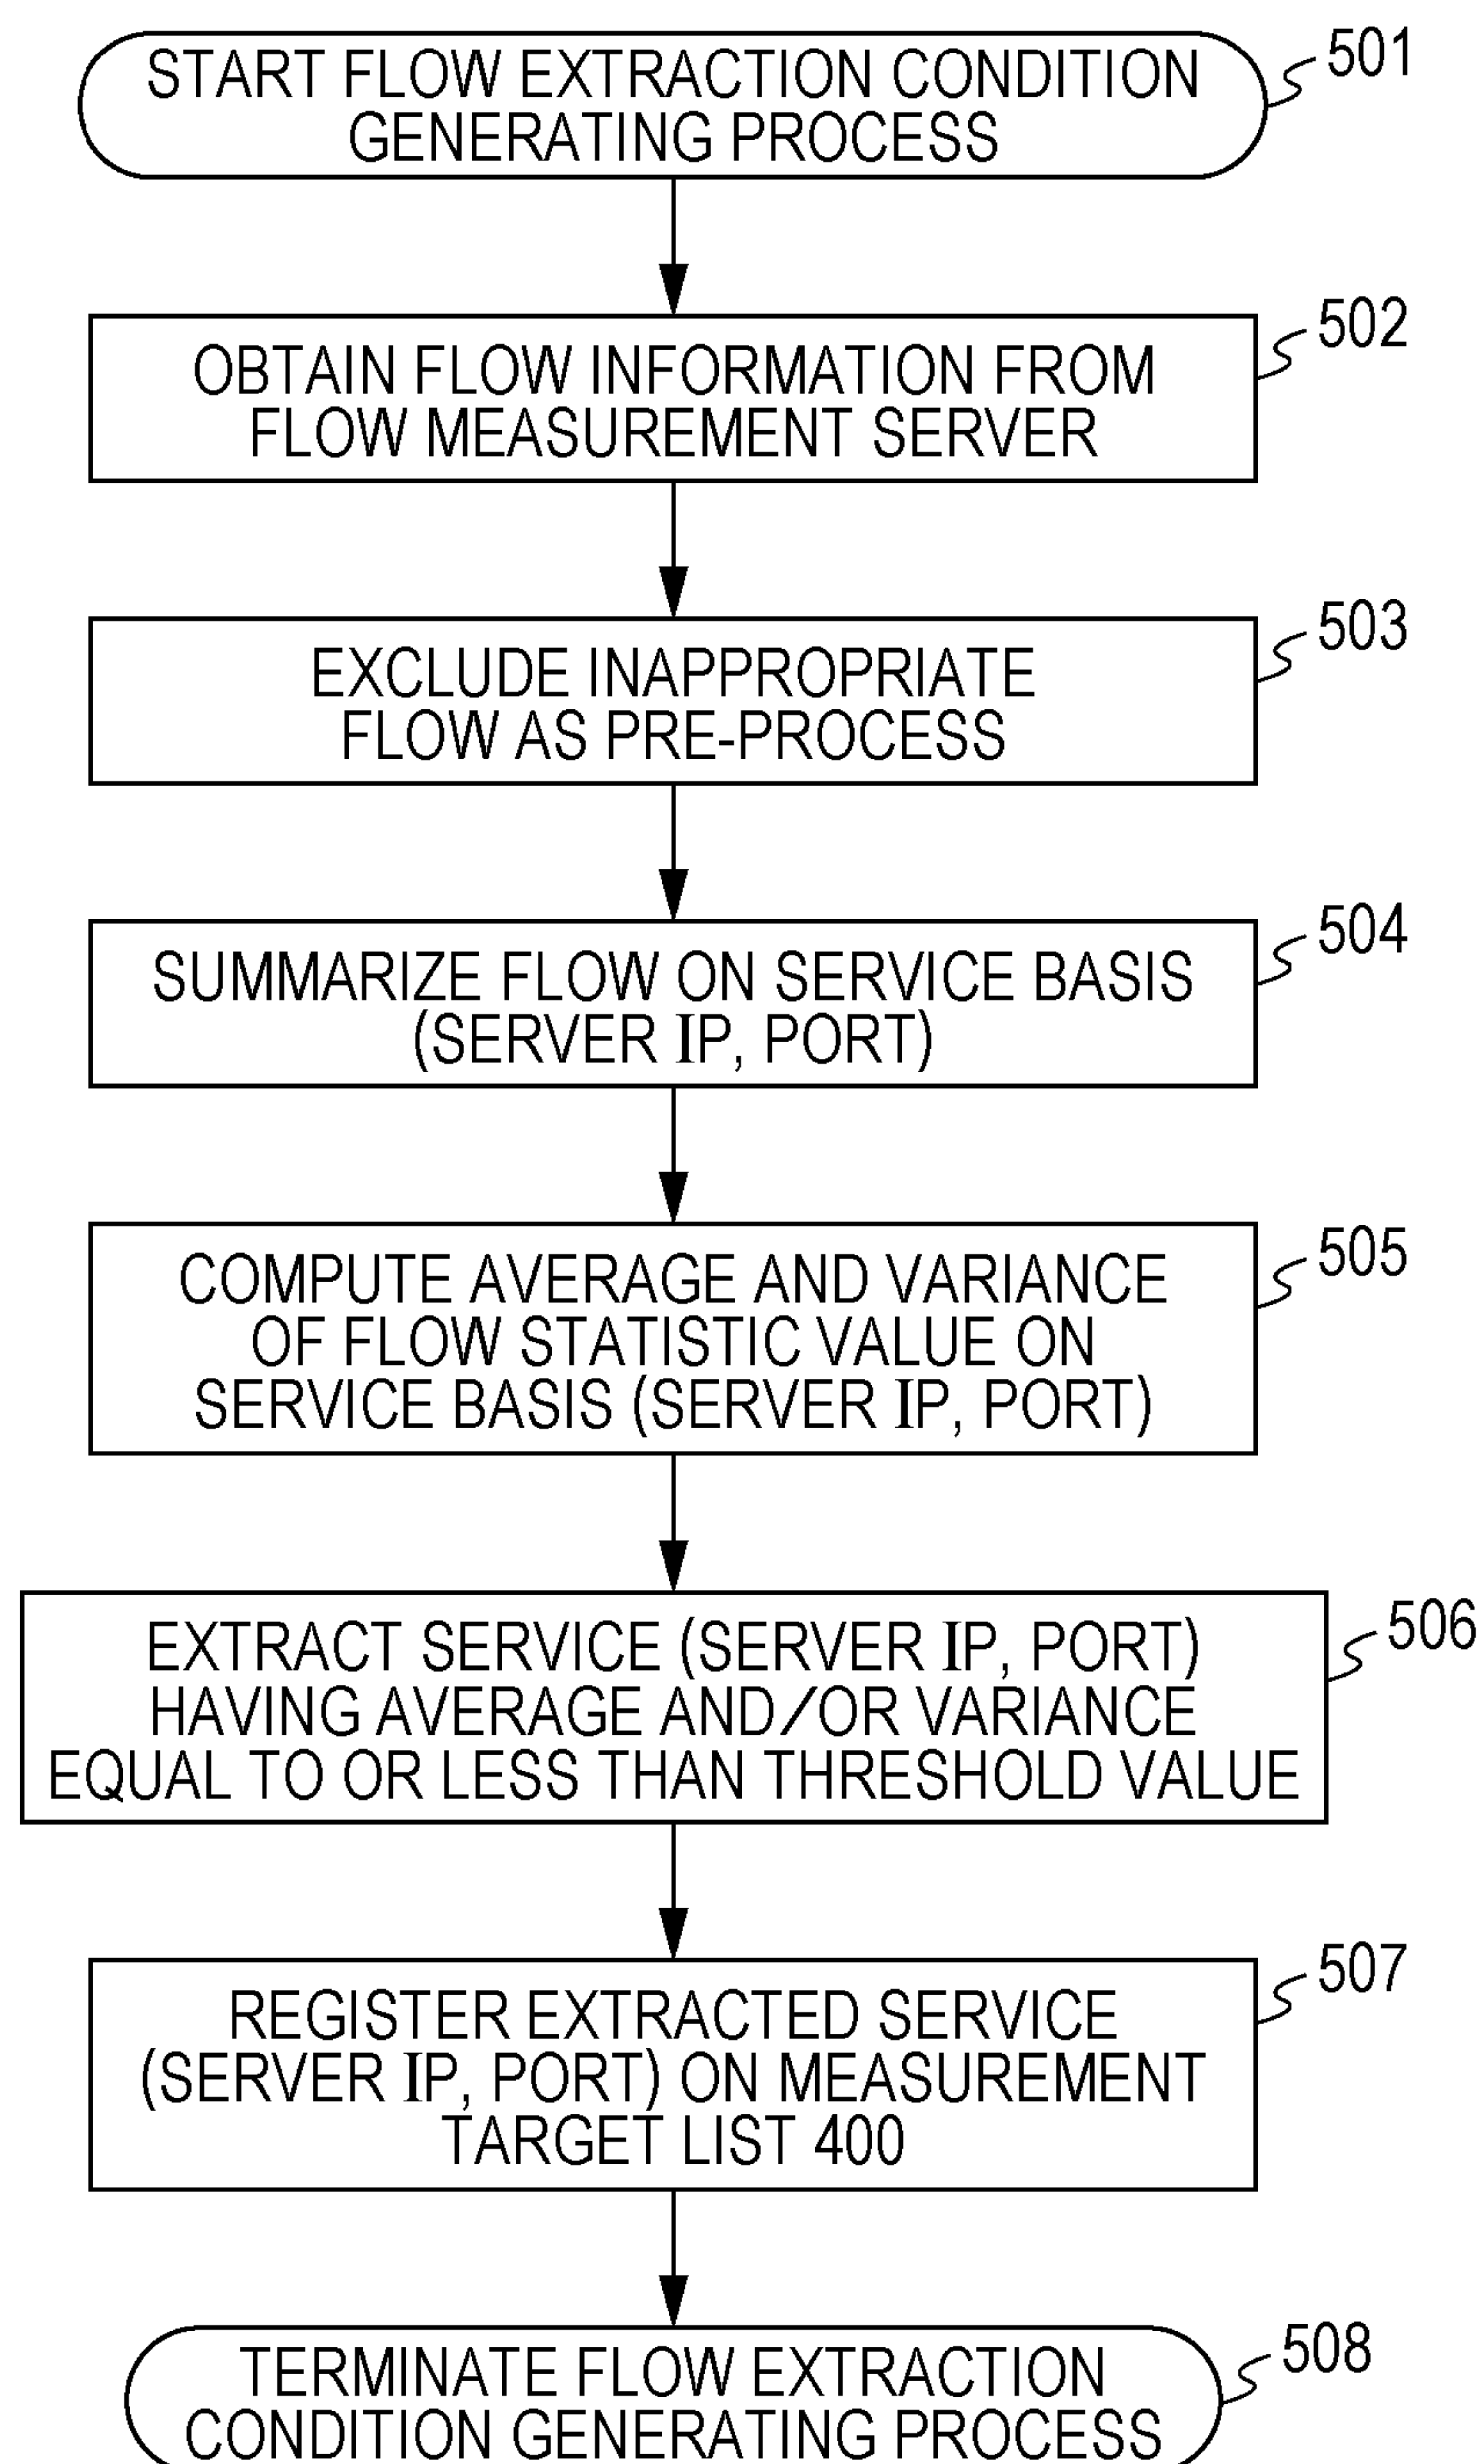 START FLOW EXTRACTION CONDITION
GENERATING PROCESS
501
OBTAIN FLOW INFORMATION FROM
FLOW MEASUREMENT SERVER
502
EXCLUDE INAPPROPRIATE
FLOW AS PRE-PROCESS
503
SUMMARIZE FLOW ON SERVICE BASIS
(SERVER IP, PORT)
504
COMPUTE AVERAGE AND VARIANCE
OF FLOW STATISTIC VALUE ON
SERVICE BASIS (SERVER IP, PORT)
505
EXTRACT SERVICE (SERVER IP, PORT)
HAVING AVERAGE AND/OR VARIANCE
EQUAL TO OR LESS THAN THRESHOLD VALUE
506
REGISTER EXTRACTED SERVICE
(SERVER IP, PORT) ON MEASUREMENT
TARGET LIST 400
507
TERMINATE FLOW EXTRACTION
CONDITION GENERATING PROCESS
508